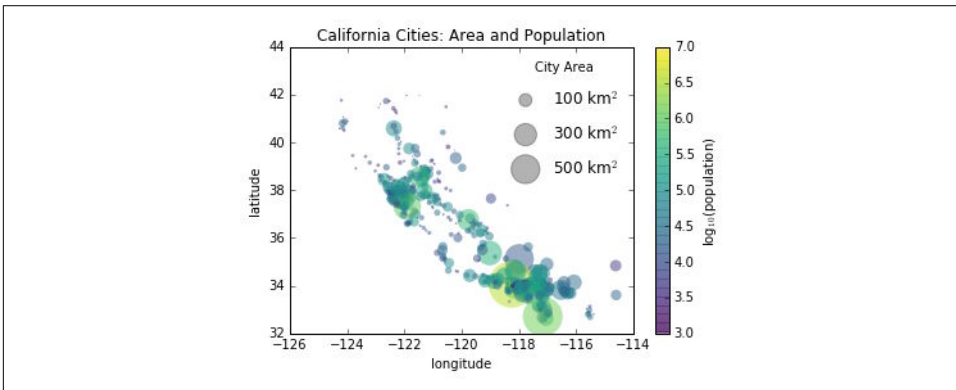 California Cities: Area and Population
44
42
40
38
36
34
32
−126
−124
−122
−120
−118
−116
−114
longitude
latitude
City Area
100 km²
300 km²
500 km²
7.0
6.5
6.0
5.5
5.0
4.5
4.0
3.5
3.0
log₁₀(population)